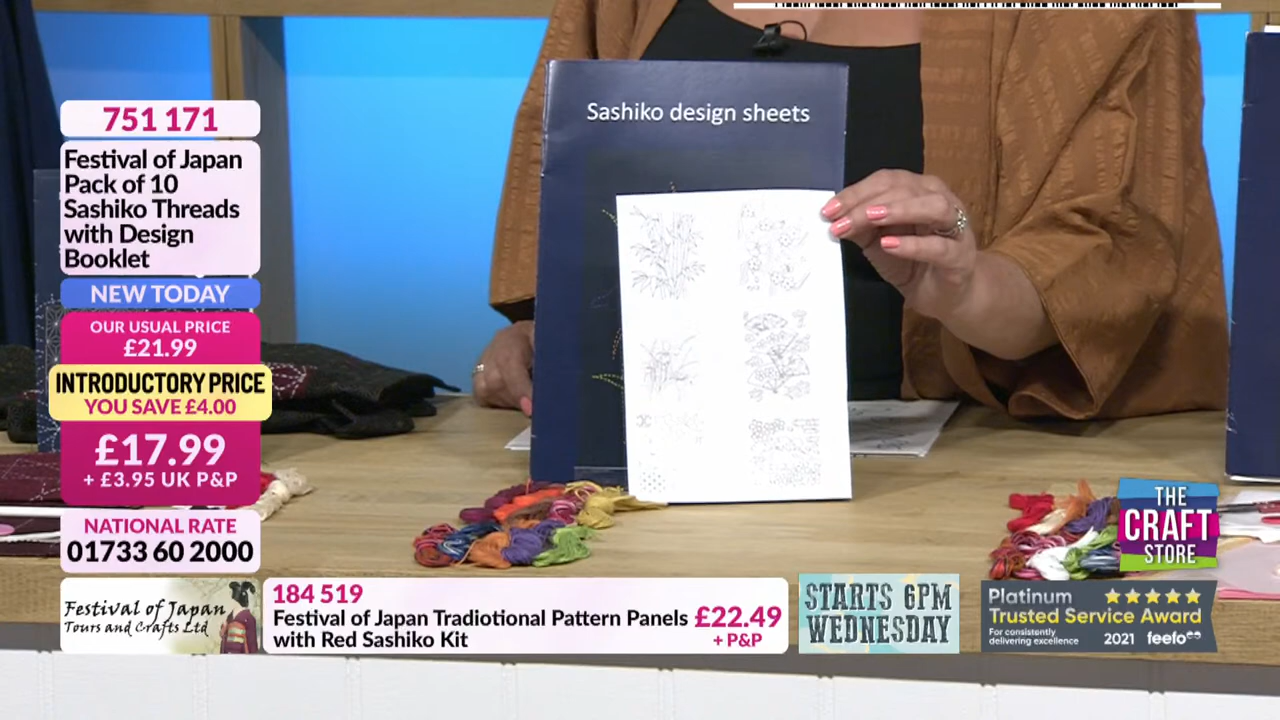 Sashiko design sheets
751 171
Festival of Japan
Pack of 10
Sashiko Threads
with Design
Booklet
NEW TODAY
OUR USUAL PRICE
£21.99
INTRODUCTORY PRICE
YOU SAVE £4.00
£17.99
+ £3.95 UK P&P
NATIONAL RATE
01733 60 2000
THE
CRAFT
STORE
Festival of Japan
Tours and Crafts Ltd
184 519
Festival of Japan Tradiotional Pattern Panels
with Red Sashiko Kit
£22.49
+ P&P
STARTS 6PM
WEDNESDAY
Platinum
Trusted Service Award
For consistently
delivering excellence
2021 feefo